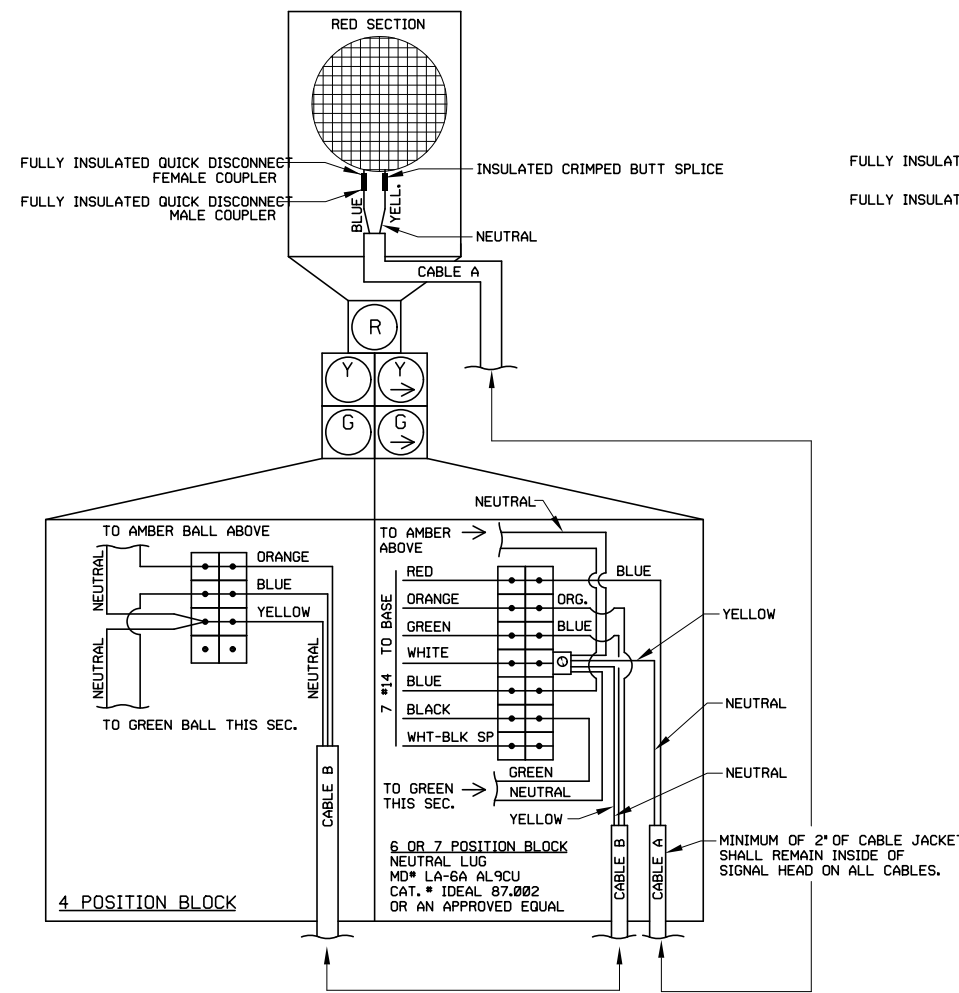 RED SECTION
FULLY INSULATED QUICK DISCONNECT
FEMALE COUPLER
FULLY INSULATED QUICK DISCONNECT
MALE COUPLER
INSULATED CRIMPED BUTT SPLICE
FULLY INSULAT
FULLY INSULAT
BLUE
YELL.
NEUTRAL
CABLE A
R
Y
Y
G
G
TO AMBER BALL ABOVE
NEUTRAL
ORANGE
BLUE
YELLOW
NEUTRAL
NEUTRAL
TO GREEN BALL THIS SEC.
CABLE B
4 POSITION BLOCK
NEUTRAL
TO AMBER
ABOVE
7 #14 TO BASE
RED
ORANGE
GREEN
WHITE
BLUE
BLACK
WHT-BLK SP
BLUE
ORG.
BLUE
YELLOW
NEUTRAL
NEUTRAL
TO GREEN
THIS SEC.
GREEN
NEUTRAL
YELLOW
6 OR 7 POSITION BLOCK
NEUTRAL LUG
MD# LA-6A AL9CU
CAT.# IDEAL 87.002
OR AN APPROVED EQUAL
CABLE B
CABLE A
MINIMUM OF 2" OF CABLE JACKET
SHALL REMAIN INSIDE OF
SIGNAL HEAD ON ALL CABLES.